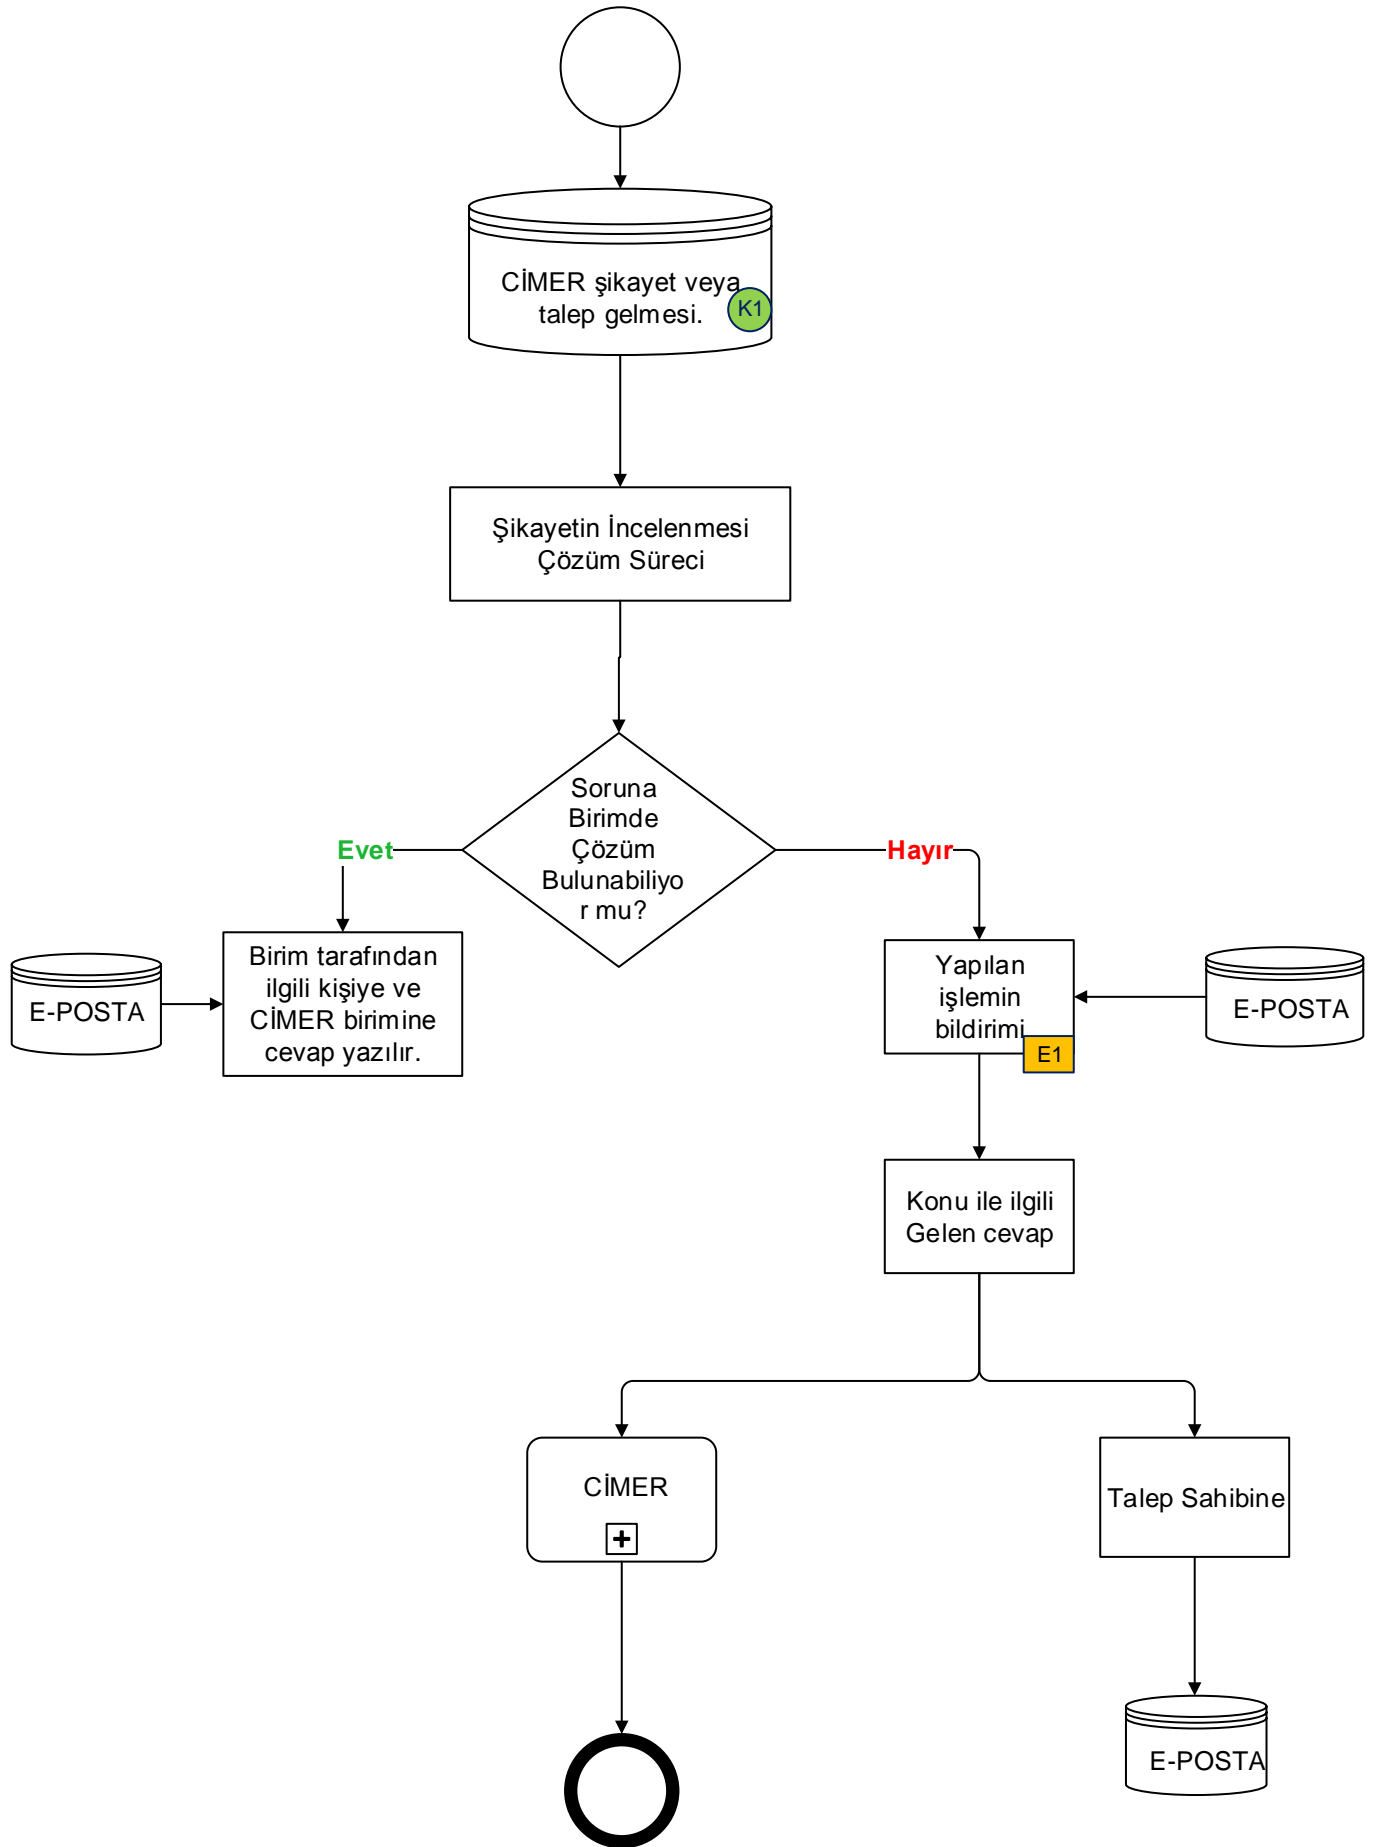 CİMER şikayet veya
talep gelmesi.
K1
Şikayetin İncelenmesi
Çözüm Süreci
Soruna
Birimde
Çözüm
Bulunabiliyo
r mu?
Evet
Hayır
E-POSTA
Birim tarafından
ilgili kişiye ve
CİMER birimine
cevap yazılır.
Yapılan
işlemin
bildirimi
E1
E-POSTA
Konu ile ilgili
Gelen cevap
CİMER
Talep Sahibine
E-POSTA